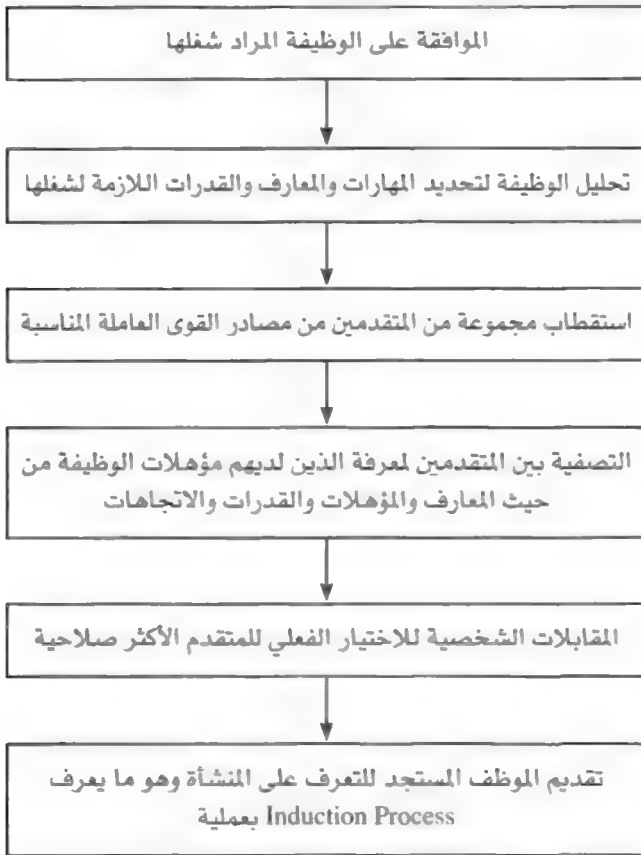 الموافقة على الوظيفة المراد شغلها
تحليل الوظيفة لتحديد المهارات والمعارف والقدرات اللازمة لشغلها
استقطاب مجموعة من المتقدمين من مصادر القوى العاملة المناسبة
التصفية بين المتقدمين لمعرفة الذين لديهم مؤهلات الوظيفة من
حيث المعارف والمؤهلات والقدرات والاتجاهات
المقابلات الشخصية للاختيار الفعلي للمتقدم الأكثر صلاحية
تقديم الموظف المستجد للتعرف على المنشأة وهو ما يعرف
بعملية Induction Process